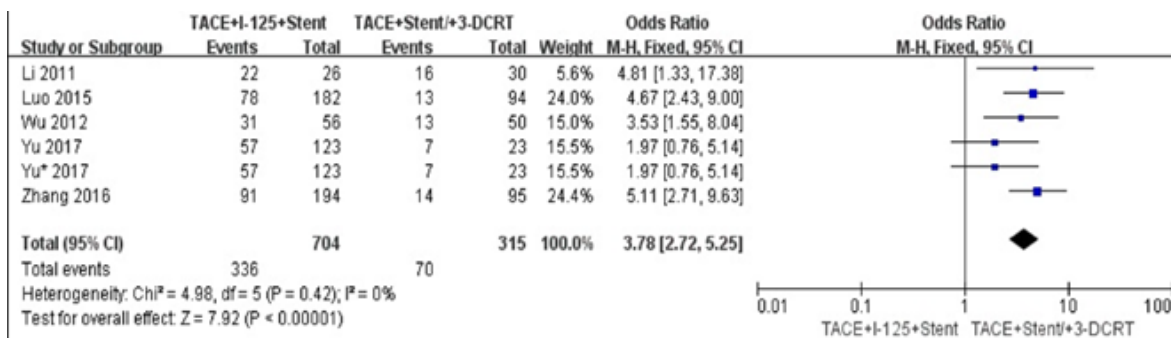 TACE+I-125+Stent TACE+Stent/+3-DCRT Odds Ratio Odds Ratio
Study or Subgroup Events Total Events Total Weight M-H, Fixed, 95% CI M-H, Fixed, 95% CI
Li 2011 22 26 16 30 5.6% 4.81 [1.33, 17.38]
Luo 2015 78 182 13 94 24.0% 4.67 [2.43, 9.00]
Wu 2012 31 56 13 50 15.0% 3.53 [1.55, 8.04]
Yu 2017 57 123 7 23 15.5% 1.97 [0.76, 5.14]
Yu* 2017 57 123 7 23 15.5% 1.97 [0.76, 5.14]
Zhang 2016 91 194 14 95 24.4% 5.11 [2.71, 9.63]
Total (95% CI) 704 315 100.0% 3.78 [2.72, 5.25]
Total events 336 70
Heterogeneity: Chi² = 4.98, df = 5 (P = 0.42); I² = 0%
Test for overall effect: Z = 7.92 (P < 0.00001)
0.01 0.1 1 10 100
TACE+I-125+Stent TACE+Stent/+3-DCRT